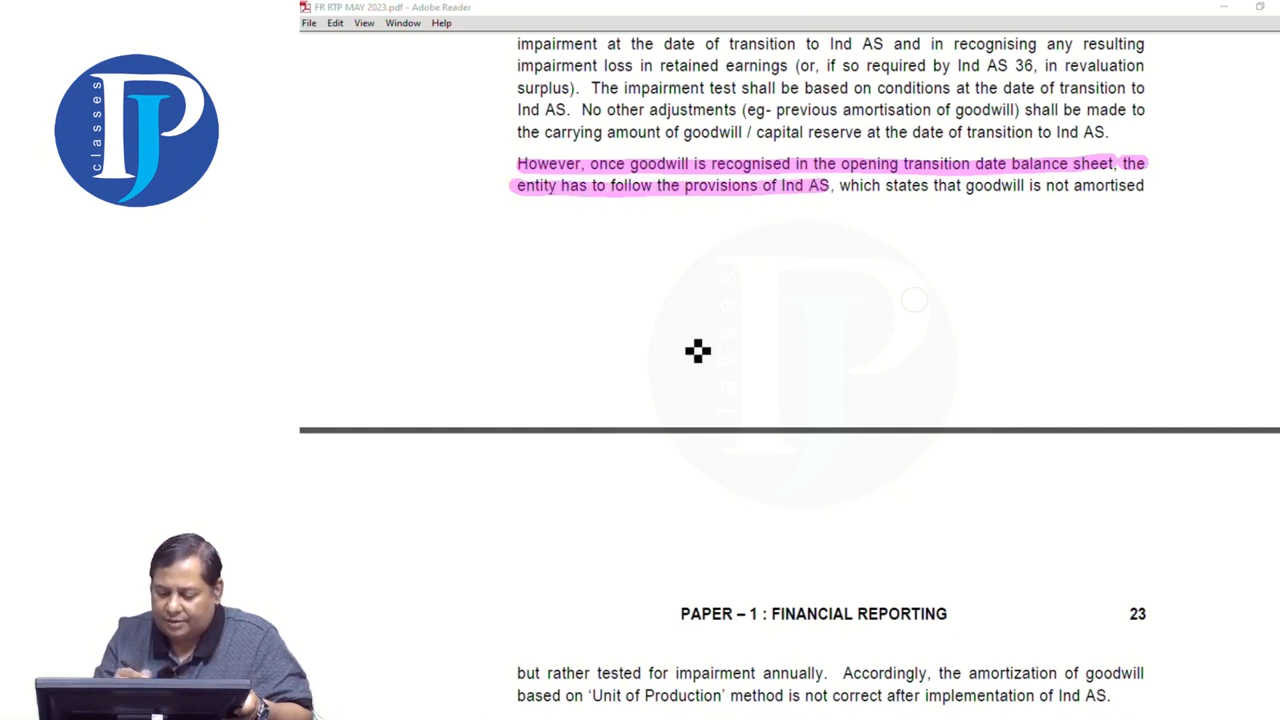 FR RTP MAY 2023.pdf - Adobe Reader
File Edit View Window Help
classes
PJ
impairment at the date of transition to Ind AS and in recognising any resulting
impairment loss in retained earnings (or, if so required by Ind AS 36, in revaluation
surplus). The impairment test shall be based on conditions at the date of transition to
Ind AS. No other adjustments (eg- previous amortisation of goodwill) shall be made to
the carrying amount of goodwill / capital reserve at the date of transition to Ind AS.
However, once goodwill is recognised in the opening transition date balance sheet, the
entity has to follow the provisions of Ind AS, which states that goodwill is not amortised
PAPER – 1 : FINANCIAL REPORTING 23
but rather tested for impairment annually. Accordingly, the amortization of goodwill
based on ‘Unit of Production’ method is not correct after implementation of Ind AS.